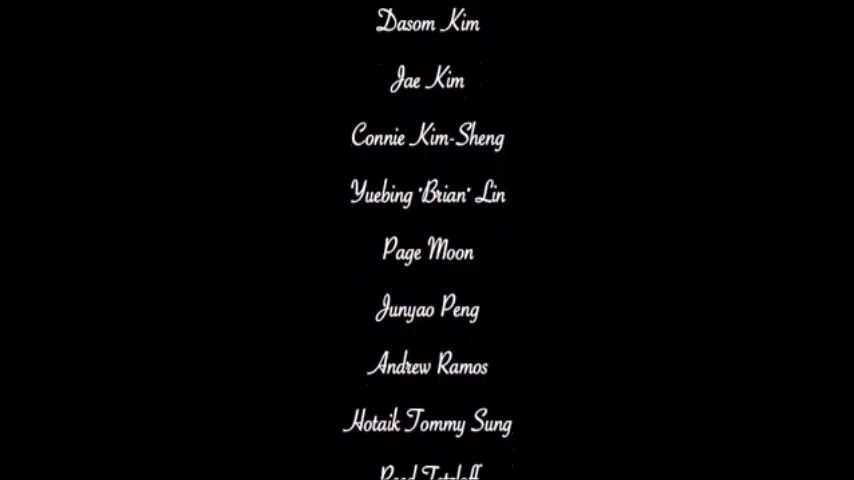 Dasom Kim
Jae Kim
Connie Kim-Sheng
Yuebing "Brian" Lin
Page Moon
Junyao Peng
Andrew Ramos
Hotaik Tommy Sung